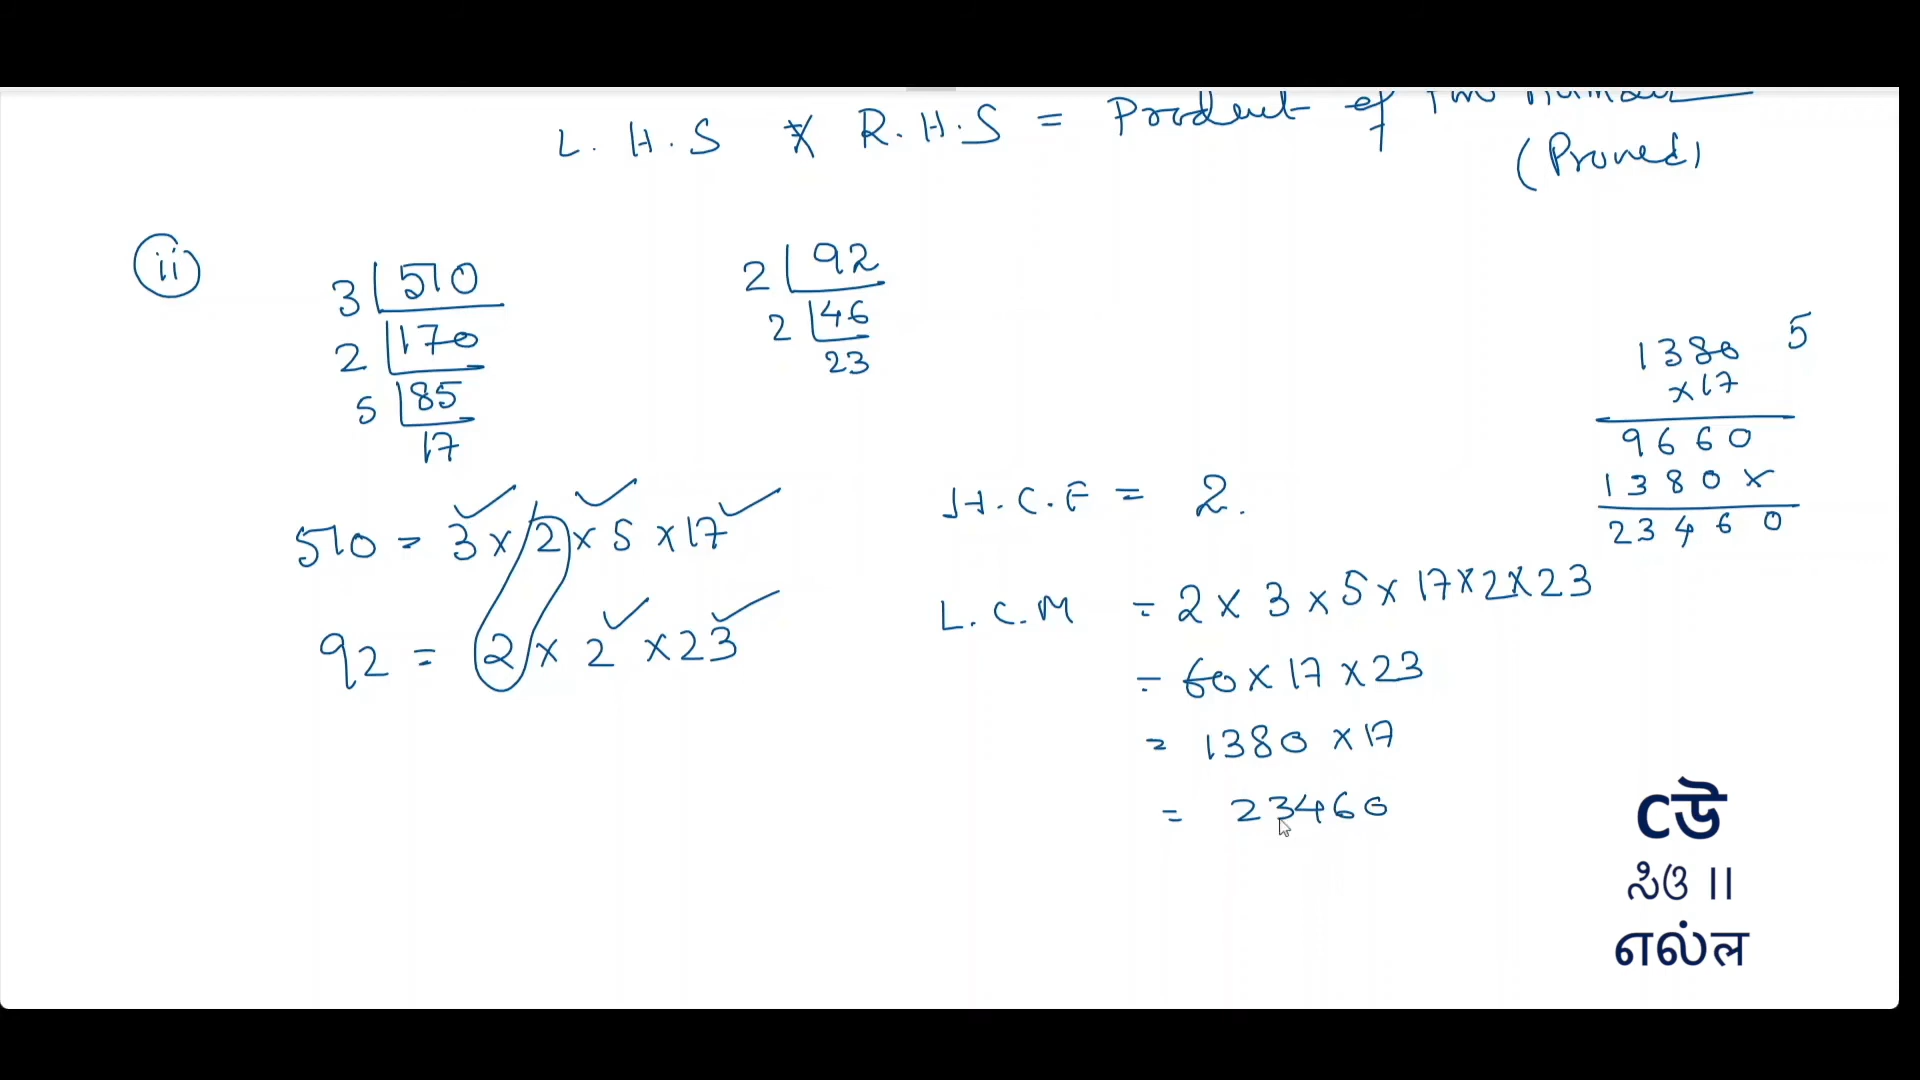 L.H.S × R.H.S = Product of Two
(Proved)
ii
3 | 510
2 | 170
5 | 85
17
2 | 92
2 | 46
23
1380 5
×17
9660
1380×
23460
510 = 3 × 2 × 5 × 17
92 = 2 × 2 × 23
H.C.F = 2.
L.C.M = 2 × 3 × 5 × 17 × 2 × 23
= 60 × 17 × 23
= 1380 × 17
= 23460
Cউ